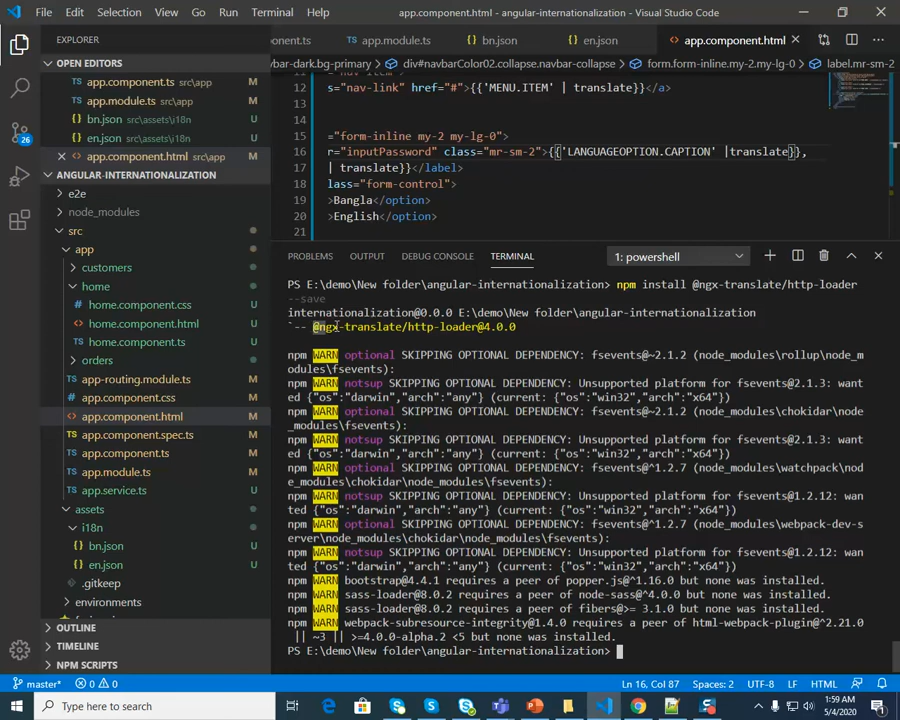 File Edit Selection View Go Run Terminal Help app.component.html - angular-internationalization - Visual Studio Code
EXPLORER
onent.ts app.module.ts {} bn.json {} en.json <> app.component.html
OPEN EDITORS
app.component.ts src\app M
app.module.ts src\app M
{} bn.json src\assets\i18n U
{} en.json src\assets\i18n U
<> app.component.html src\app M
ANGULAR-INTERNATIONALIZATION
e2e
node_modules
src
app
customers
home
home.component.css U
home.component.html U
home.component.ts U
orders
app-routing.module.ts M
app.component.css M
<> app.component.html M
app.component.spec.ts M
app.component.ts M
app.module.ts M
app.service.ts U
assets
i18n
{} bn.json U
{} en.json U
.gitkeep
environments
OUTLINE
TIMELINE
NPM SCRIPTS
26
avbar-dark.bg-primary > div#navbarColor02.collapse.navbar-collapse > form.form-inline.my-2.my-lg-0 > label.mr-sm-2
12 s="nav-link" href="#">{{'MENU.ITEM' | translate}}</a>
13
14
15 ="form-inline my-2 my-lg-0">
16 r="inputPassword" class="mr-sm-2">{{'LANGUAGEOPTION.CAPTION' |translate}},
17 | translate}}</label>
18 lass="form-control">
19 >Bangla</option>
20 >English</option>
21
PROBLEMS OUTPUT DEBUG CONSOLE TERMINAL 1: powershell
PS E:\demo\New folder\angular-internationalization> npm install @ngx-translate/http-loader
--save
internationalization@0.0.0 E:\demo\New folder\angular-internationalization
`-- @ngx-translate/http-loader@4.0.0
npm WARN optional SKIPPING OPTIONAL DEPENDENCY: fsevents@~2.1.2 (node_modules\rollup\node_m
odules\fsevents):
npm WARN notsup SKIPPING OPTIONAL DEPENDENCY: Unsupported platform for fsevents@2.1.3: want
ed {"os":"darwin","arch":"any"} (current: {"os":"win32","arch":"x64"})
npm WARN optional SKIPPING OPTIONAL DEPENDENCY: fsevents@~2.1.2 (node_modules\chokidar\node
_modules\fsevents):
npm WARN notsup SKIPPING OPTIONAL DEPENDENCY: Unsupported platform for fsevents@2.1.3: want
ed {"os":"darwin","arch":"any"} (current: {"os":"win32","arch":"x64"})
npm WARN optional SKIPPING OPTIONAL DEPENDENCY: fsevents@^1.2.7 (node_modules\watchpack\nod
e_modules\chokidar\node_modules\fsevents):
npm WARN notsup SKIPPING OPTIONAL DEPENDENCY: Unsupported platform for fsevents@1.2.12: wan
ted {"os":"darwin","arch":"any"} (current: {"os":"win32","arch":"x64"})
npm WARN optional SKIPPING OPTIONAL DEPENDENCY: fsevents@^1.2.7 (node_modules\webpack-dev-s
erver\node_modules\chokidar\node_modules\fsevents):
npm WARN notsup SKIPPING OPTIONAL DEPENDENCY: Unsupported platform for fsevents@1.2.12: wan
ted {"os":"darwin","arch":"any"} (current: {"os":"win32","arch":"x64"})
npm WARN bootstrap@4.4.1 requires a peer of popper.js@^1.16.0 but none was installed.
npm WARN sass-loader@8.0.2 requires a peer of node-sass@^4.0.0 but none was installed.
npm WARN sass-loader@8.0.2 requires a peer of fibers@>= 3.1.0 but none was installed.
npm WARN webpack-subresource-integrity@1.4.0 requires a peer of html-webpack-plugin@^2.21.0
|| ~3 || >=4.0.0-alpha.2 <5 but none was installed.
PS E:\demo\New folder\angular-internationalization>
master* 0 0 Ln 16, Col 87 Spaces: 2 UTF-8 LF HTML
Type here to search 1:59 AM
5/4/2020 1